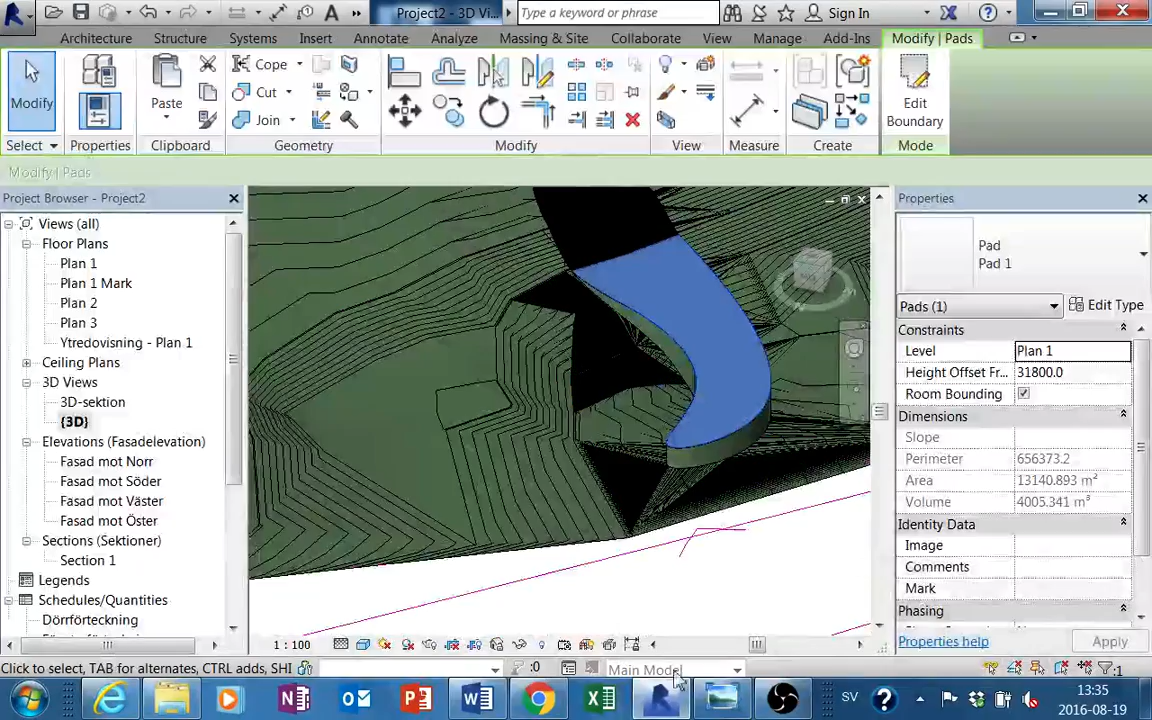 Project2 - 3D Vi... Type a keyword or phrase Sign In
Architecture Structure Systems Insert Annotate Analyze Massing & Site Collaborate View Manage Add-Ins Modify | Pads
Modify Paste Cope Cut Join Edit Boundary
Select Properties Clipboard Geometry Modify View Measure Create Mode
Modify | Pads
Project Browser - Project2
Views (all)
Floor Plans
Plan 1
Plan 1 Mark
Plan 2
Plan 3
Ytredovisning - Plan 1
Ceiling Plans
3D Views
3D-sektion
{3D}
Elevations (Fasadelevation)
Fasad mot Norr
Fasad mot Söder
Fasad mot Väster
Fasad mot Öster
Sections (Sektioner)
Section 1
Legends
Schedules/Quantities
Dörrförteckning
Properties
Pad
Pad 1
Pads (1) Edit Type
Constraints
Level Plan 1
Height Offset Fr... 31800.0
Room Bounding
Dimensions
Slope
Perimeter 656373.2
Area 13140.893 m²
Volume 4005.341 m³
Identity Data
Image
Comments
Mark
Phasing
Properties help Apply
1 : 100
Click to select, TAB for alternates, CTRL adds, SHI :0 Main Model :1
SV 13:35
2016-08-19